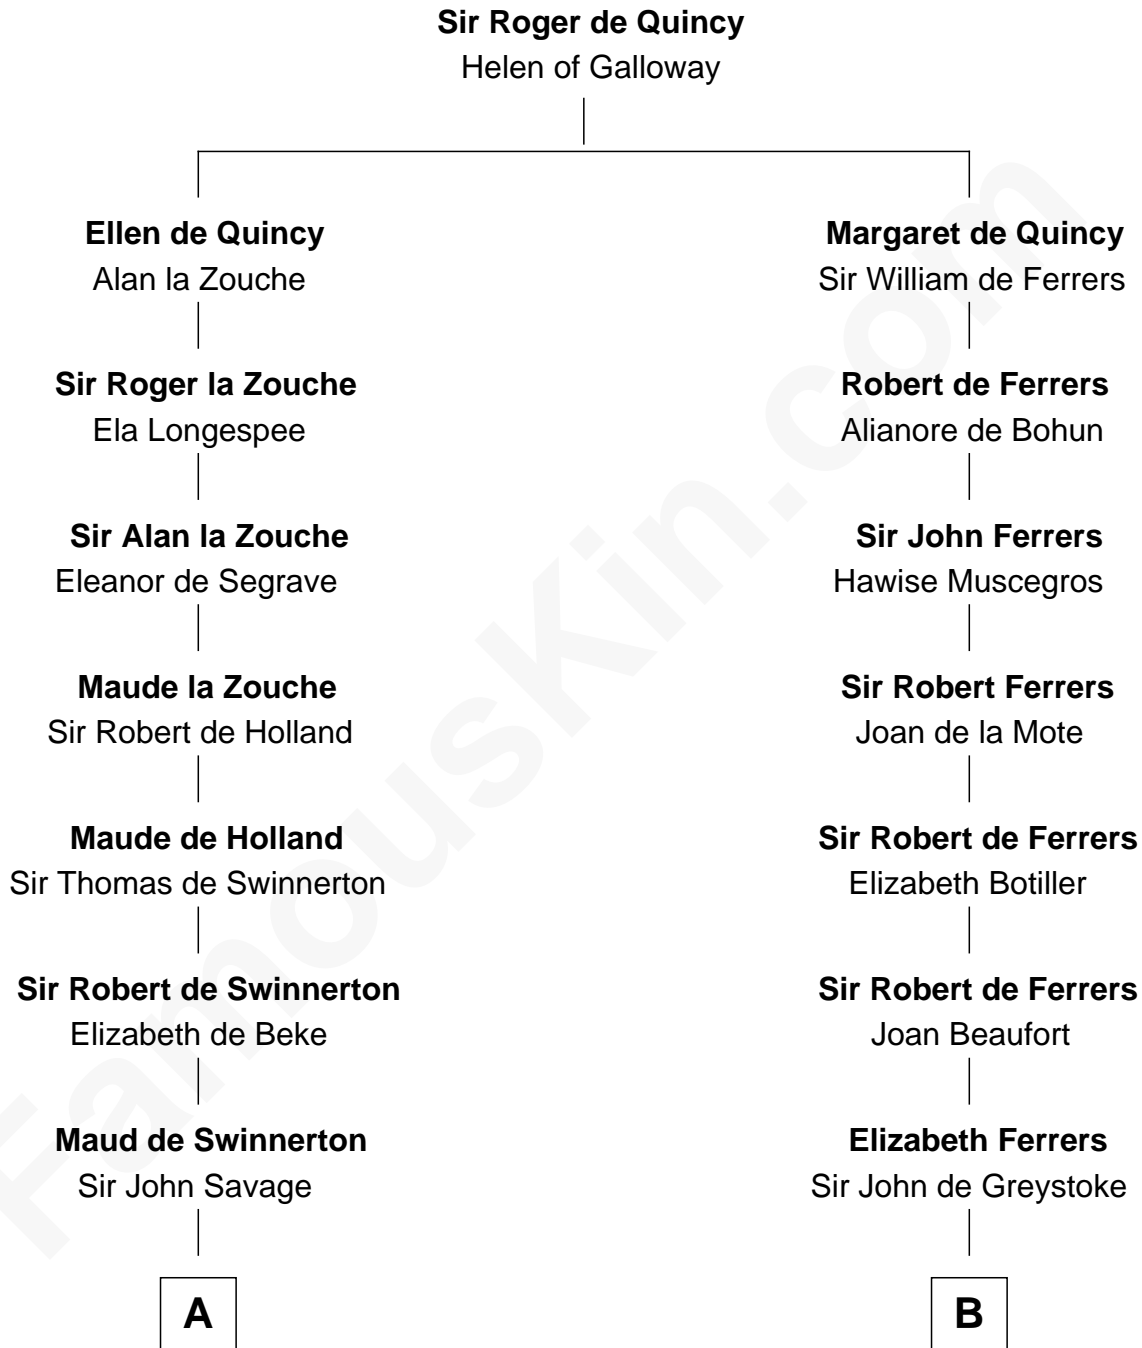 Sir Roger de Quincy
Helen of Galloway
Ellen de Quincy
Alan la Zouche
Margaret de Quincy
Sir William de Ferrers
Sir Roger la Zouche
Ela Longespee
Robert de Ferrers
Alianore de Bohun
Sir Alan la Zouche
Eleanor de Segrave
Sir John Ferrers
Hawise Muscegros
Maude la Zouche
Sir Robert de Holland
Sir Robert Ferrers
Joan de la Mote
Maude de Holland
Sir Thomas de Swinnerton
Sir Robert de Ferrers
Elizabeth Botiller
Sir Robert de Swinnerton
Elizabeth de Beke
Sir Robert de Ferrers
Joan Beaufort
Maud de Swinnerton
Sir John Savage
Elizabeth Ferrers
Sir John de Greystoke
A
B
FamousKin.com